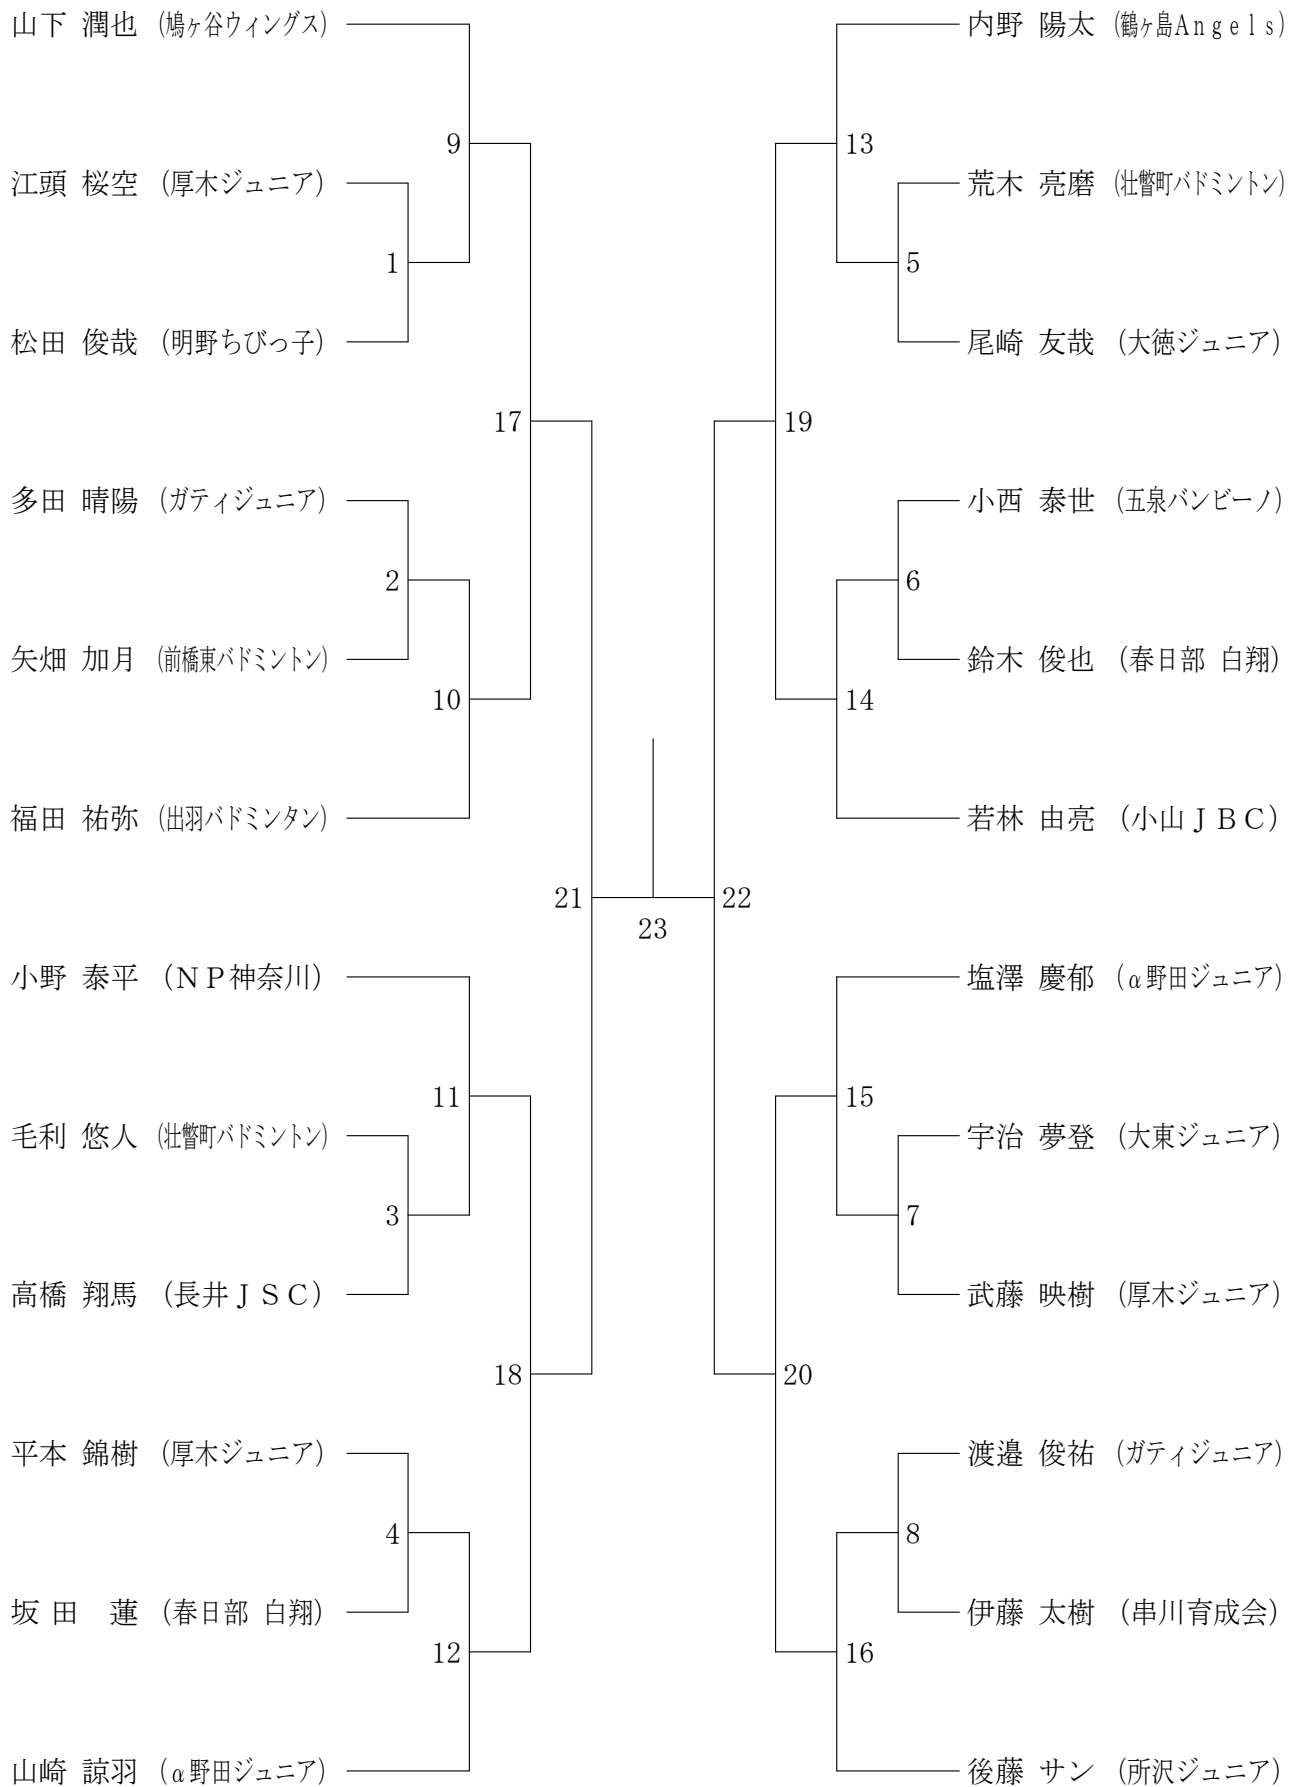 山下 潤也 (鳩ヶ谷ウィングス)
9
江頭 桜空 (厚木ジュニア)
1
松田 俊哉 (明野ちびっ子)
17
多田 晴陽 (ガティジュニア)
2
矢畑 加月 (前橋東バドミントン)
10
福田 祐弥 (出羽バドミンタン)
21
小野 泰平 (ＮＰ神奈川)
11
毛利 悠人 (壮瞥町バドミントン)
3
高橋 翔馬 (長井ＪＳＣ)
18
平本 錦樹 (厚木ジュニア)
4
坂田 蓮 (春日部 白翔)
12
山崎 諒羽 (α野田ジュニア)
23
内野 陽太 (鶴ヶ島Ａｎｇｅｌｓ)
13
荒木 亮磨 (壮瞥町バドミントン)
5
尾崎 友哉 (大徳ジュニア)
19
小西 泰世 (五泉バンビーノ)
6
鈴木 俊也 (春日部 白翔)
14
若林 由亮 (小山ＪＢＣ)
22
塩澤 慶郁 (α野田ジュニア)
15
宇治 夢登 (大東ジュニア)
7
武藤 映樹 (厚木ジュニア)
20
渡邉 俊祐 (ガティジュニア)
8
伊藤 太樹 (串川育成会)
16
後藤 サン (所沢ジュニア)